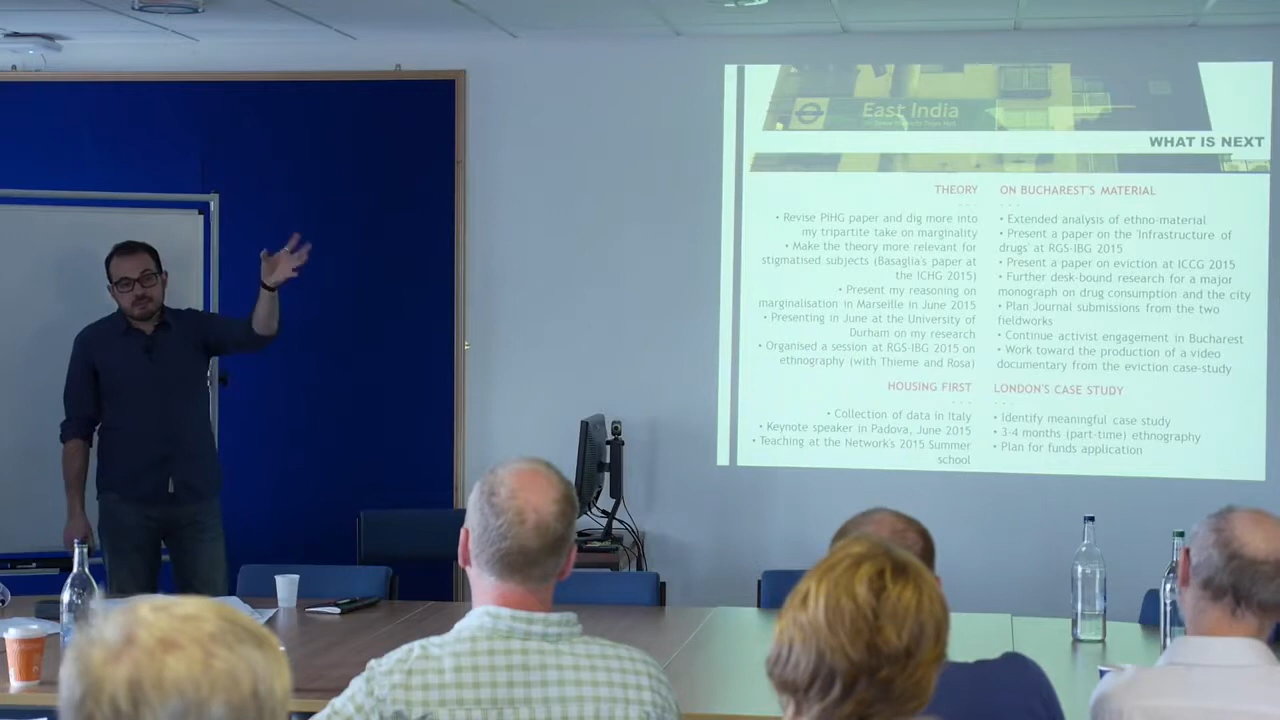 East India
WHAT IS NEXT
THEORY
• Revise PiHG paper and dig more into
my tripartite take on marginality
• Make the theory more relevant for
stigmatised subjects (Basaglia's paper at
the ICHG 2015)
• Present my reasoning on
marginalisation in Marseille in June 2015
• Presenting in June at the University of
Durham on my research
• Organised a session at RGS-IBG 2015 on
ethnography (with Thieme and Rosa)
ON BUCHAREST'S MATERIAL
• Extended analysis of ethno-material
• Present a paper on the 'Infrastructure of
drugs' at RGS-IBG 2015
• Present a paper on eviction at ICCG 2015
• Further desk-bound research for a major
monograph on drug consumption and the city
• Plan Journal submissions from the two
fieldworks
• Continue activist engagement in Bucharest
• Work toward the production of a video
documentary from the eviction case-study
HOUSING FIRST
• Collection of data in Italy
• Keynote speaker in Padova, June 2015
• Teaching at the Network's 2015 Summer
school
LONDON'S CASE STUDY
• Identify meaningful case study
• 3-4 months (part-time) ethnography
• Plan for funds application